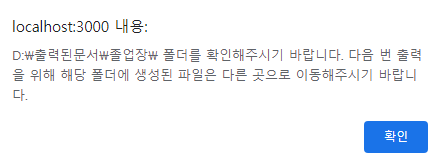 localhost:3000 내용:
D:₩출력된문서₩졸업장₩ 폴더를 확인해주시기 바랍니다. 다음 번 출력
을 위해 해당 폴더에 생성된 파일은 다른 곳으로 이동해주시기 바랍니
다.
확인